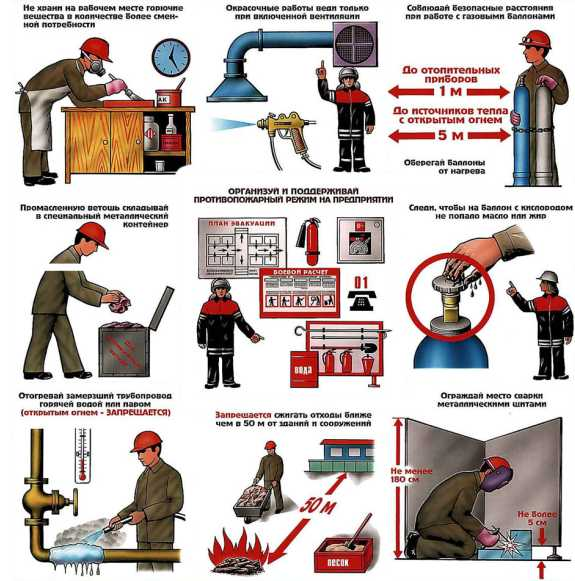 Не храни на рабочем месте горючие
вещества в количестве более смен-
ной потребности
АК
Окрасочные работы веди только
при включенной вентиляции
Соблюдай безопасные расстояния
при работе с газовыми баллонами
До отопительных
приборов
1 м
До источников тепла
с открытым огнем
5 м
Оберегай баллоны
от нагрева
Промасленную ветошь складывай
в специальный металлический
контейнер
ОРГАНИЗУЙ И ПОДДЕРЖИВАЙ
ПРОТИВОПОЖАРНЫЙ РЕЖИМ НА ПРЕДПРИЯТИИ
ПЛАН ЭВАКУАЦИИ
БОЕВОЙ РАСЧЕТ
01
ВОДА
Следи, чтобы на баллон с кислородом
не попало масло или жир
Отогревай замерзший трубопровод
горячей водой или паром
(открытым огнем - ЗАПРЕЩАЕТСЯ)
Запрещается сжигать отходы ближе
чем в 50 м от зданий и сооружений
50 м
ПЕСОК
Ограждай место сварки
металлическими щитами
Не менее
180 см
Не более
5 см